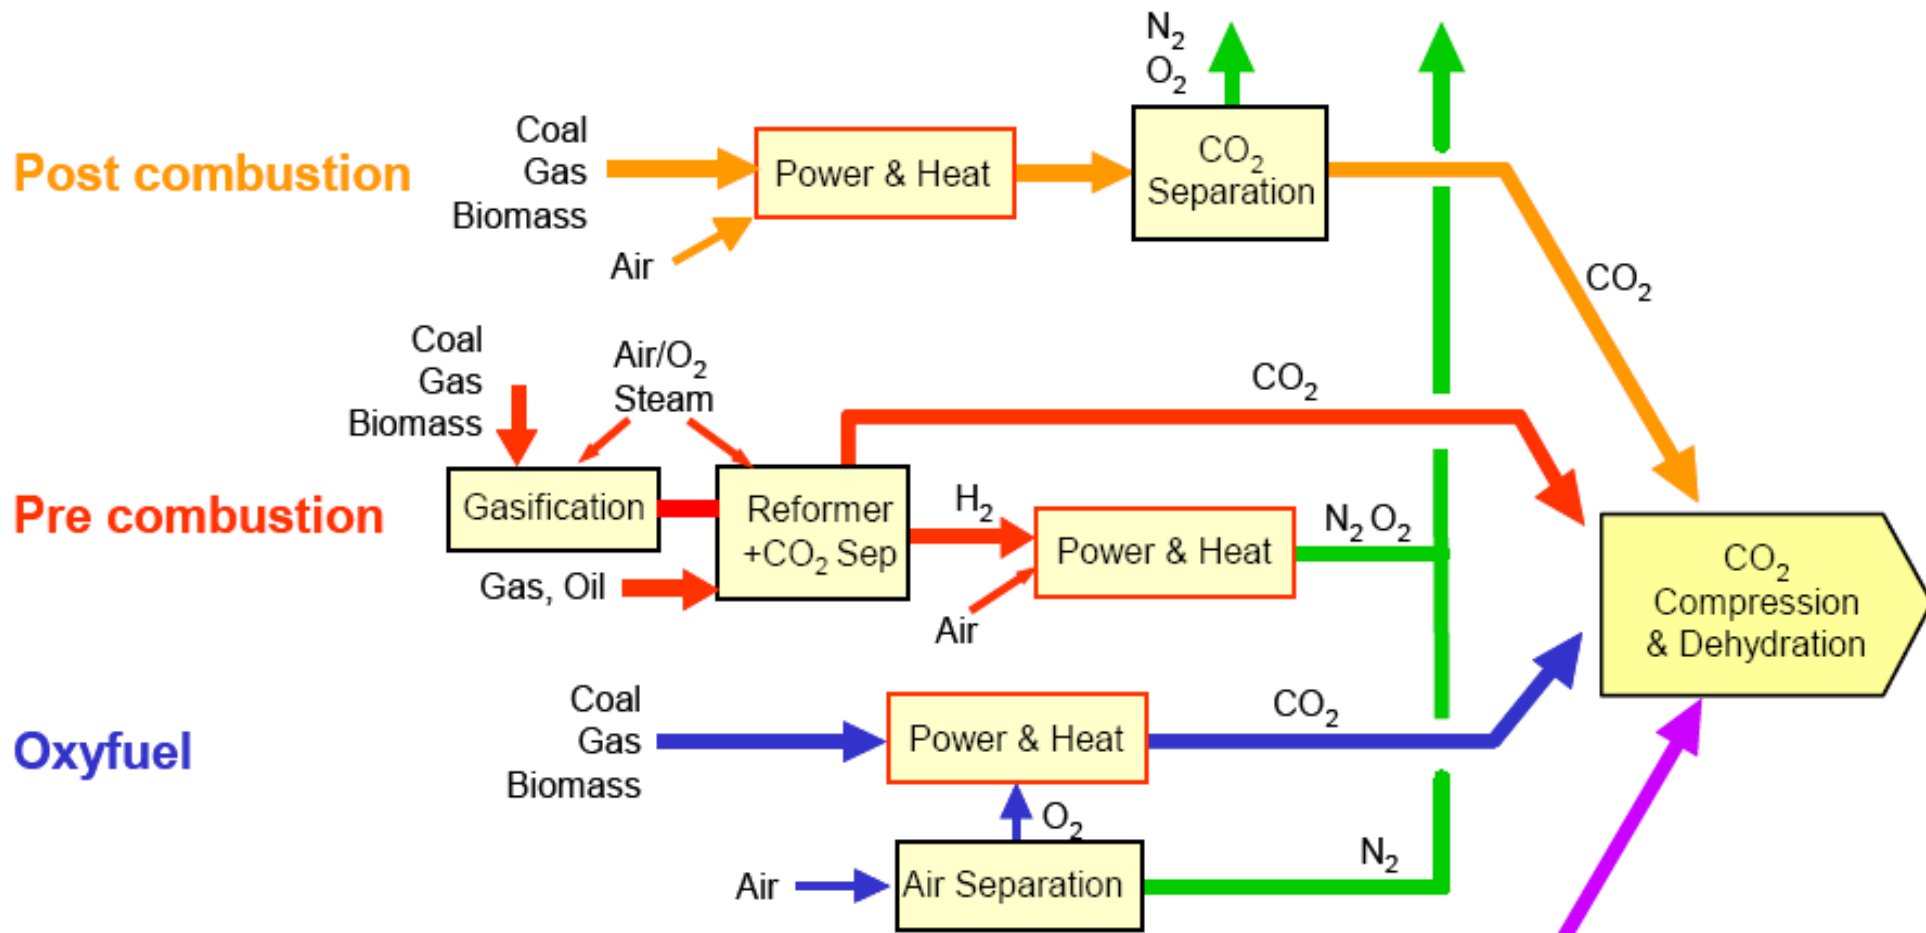 N₂
O₂
Coal
Gas
Biomass
Post combustion
Power & Heat
CO₂
Separation
Air
CO₂
Coal
Gas
Biomass
Air/O₂
Steam
CO₂
Pre combustion
Gasification
Reformer
+CO₂ Sep
H₂
Power & Heat
N₂ O₂
Gas, Oil
Air
CO₂
Compression
& Dehydration
Oxyfuel
Coal
Gas
Biomass
Power & Heat
CO₂
O₂
Air
Air Separation
N₂